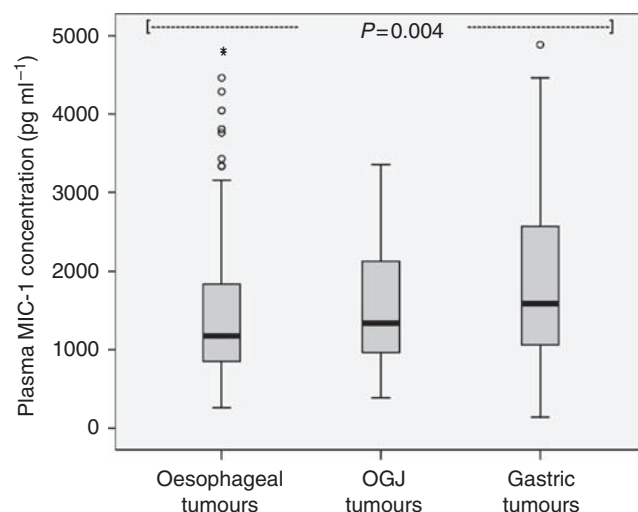 P=0.004
Plasma MIC-1 concentration (pg ml⁻¹)
5000
4000
3000
2000
1000
0
Oesophageal
tumours
OGJ
tumours
Gastric
tumours